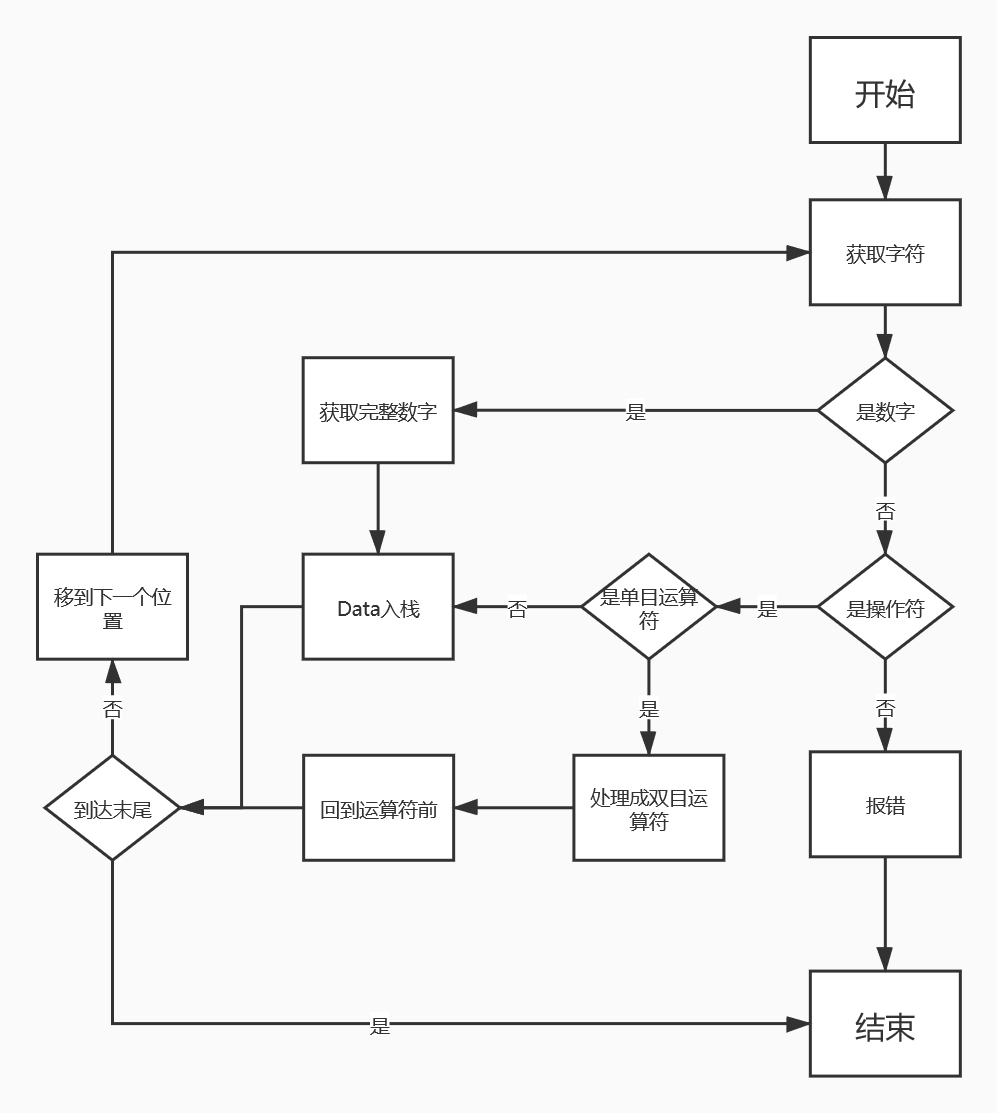 开始
获取字符
获取完整数字
是
是数字
否
移到下一个位
置
Data入栈
否
是单目运算
符
是
是操作符
否
是
否
到达末尾
回到运算符前
处理成双目运
算符
报错
是
结束